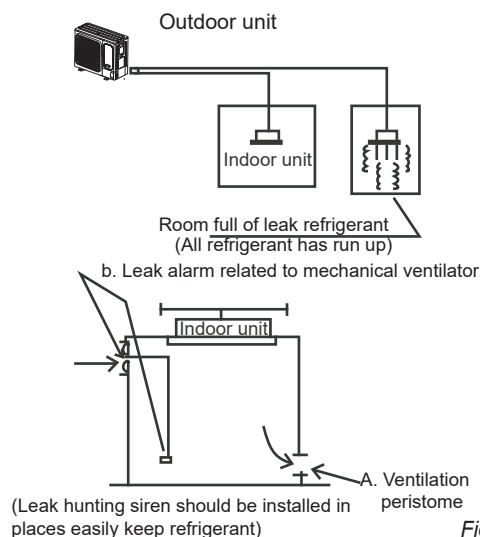 Outdoor unit
Indoor unit
Room full of leak refrigerant
(All refrigerant has run up)
b. Leak alarm related to mechanical ventilator
Indoor unit
A. Ventilation
peristome
(Leak hunting siren should be installed in
places easily keep refrigerant)